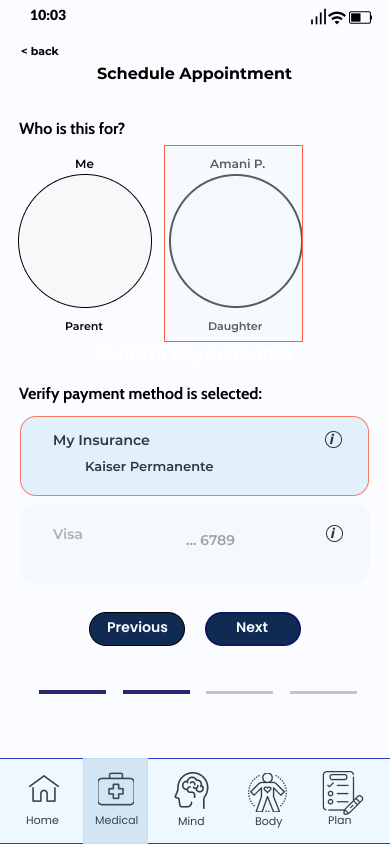 10:03
< back
Schedule Appointment
Who is this for?
Me
Amani P.
Parent
Daughter
Confirm Payment Info
Verify payment method is selected:
My Insurance
i
Kaiser Permanente
Visa
... 6789
i
Previous
Next
Home
Medical
Mind
Body
Plan